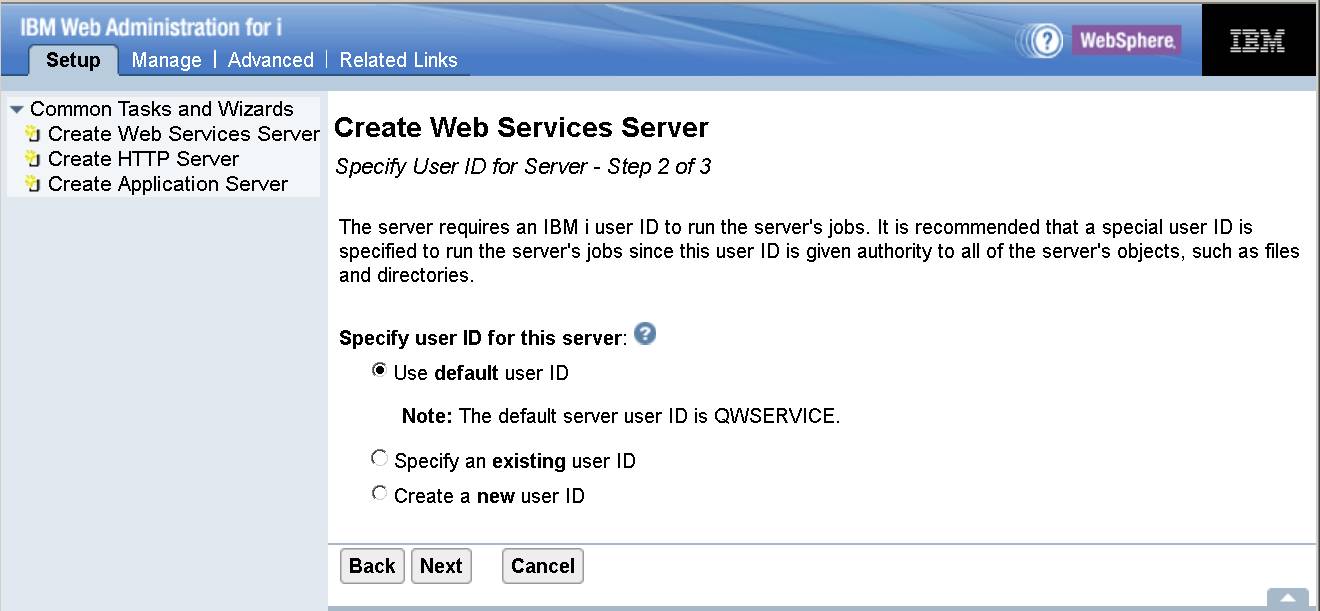 IBM Web Administration for i
Setup Manage | Advanced | Related Links
? WebSphere. IBM
Common Tasks and Wizards
Create Web Services Server
Create HTTP Server
Create Application Server
Create Web Services Server
Specify User ID for Server - Step 2 of 3
The server requires an IBM i user ID to run the server's jobs. It is recommended that a special user ID is
specified to run the server's jobs since this user ID is given authority to all of the server's objects, such as files
and directories.
Specify user ID for this server: ?
Use default user ID
Note: The default server user ID is QWSERVICE.
Specify an existing user ID
Create a new user ID
Back Next Cancel